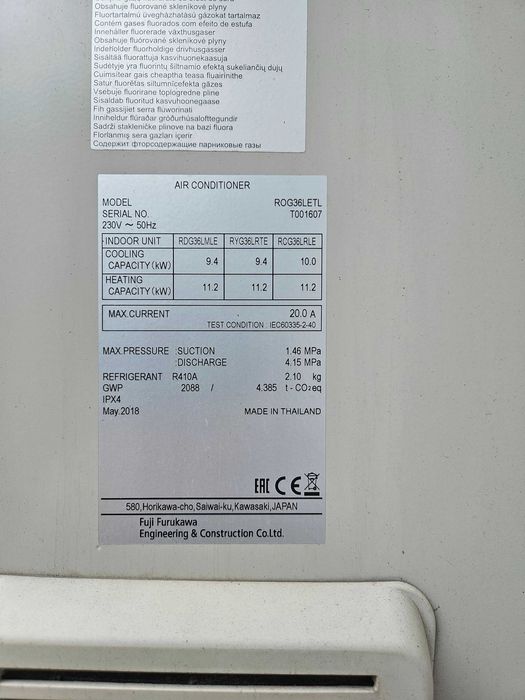 Obsahuje fluorované skleníkové plyny
Fluortartalmú üvegházhatású gázokat tartalmaz
Contém gases fluorados com efeito de estufa
Innehåller fluorerade växthusgaser
Obsahuje fluórované skleníkové plyny
Indeholder fluorholdige drivhusgasser
Sisältää fluorattuja kasvihuonekaasuja
Sudėtyje yra fluorintų šiltnamio efektą sukeliančių dujų
Cuimsítear gáis cheaptha teasa fluairinithe
Satur fluorētas siltumnīcefekta gāzes
Vsebuje fluorirane toplogredne pline
Sisaldab fluoritud kasvuhoonegaase
Fih gassijiet serra fluworinati
Inniheldur flúraðar gróðurhúsalofttegundir
Sadrži stakleničke plinove na bazi fluora
Florlanmış sera gazları içerir
Содержит фторсодержащие парниковые газы
AIR CONDITIONER
MODEL ROG36LETL
SERIAL NO. T001607
230V ~ 50Hz
INDOOR UNIT RDG36LMLE RYG36LRTE RCG36LRLE
COOLING CAPACITY(kW) 9.4 9.4 10.0
HEATING CAPACITY(kW) 11.2 11.2 11.2
MAX.CURRENT 20.0 A
TEST CONDITION : IEC60335-2-40
MAX.PRESSURE :SUCTION 1.46 MPa
:DISCHARGE 4.15 MPa
REFRIGERANT R410A 2.10 kg
GWP 2088 / 4.385 t-CO2eq
IPX4
May.2018 MADE IN THAILAND
EAC CE
580,Horikawa-cho,Saiwai-ku,Kawasaki,JAPAN
Fuji Furukawa
Engineering & Construction Co.Ltd.